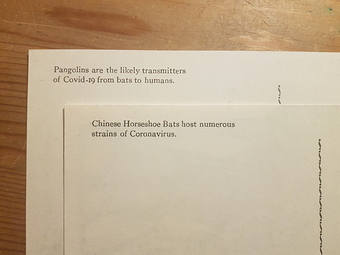 Pangolins are the likely transmitters
of Covid-19 from bats to humans.
Chinese Horseshoe Bats host numerous
strains of Coronavirus.